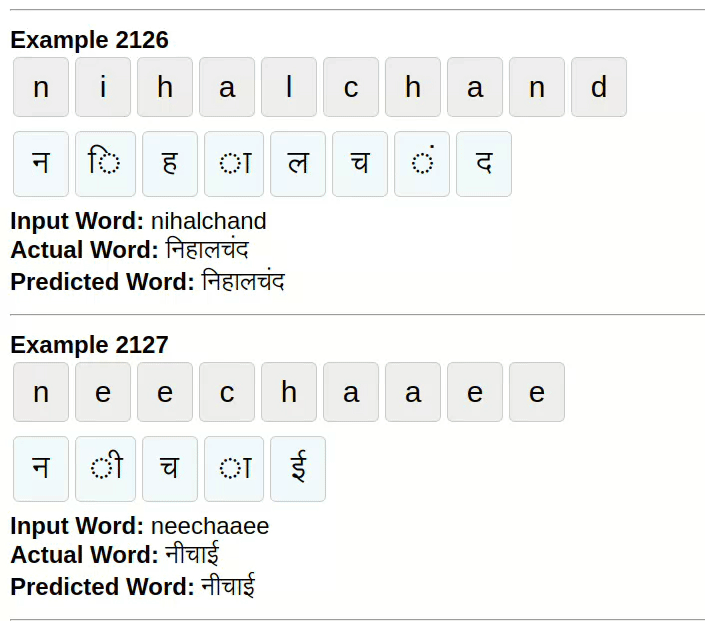 Example 2126
n i h a l c h a n d
न ि ह ा ल च ं द
Input Word: nihalchand
Actual Word: निहालचंद
Predicted Word: निहालचंद
Example 2127
n e e c h a a e e
न ी च ा ई
Input Word: neechaaee
Actual Word: नीचाई
Predicted Word: नीचाई